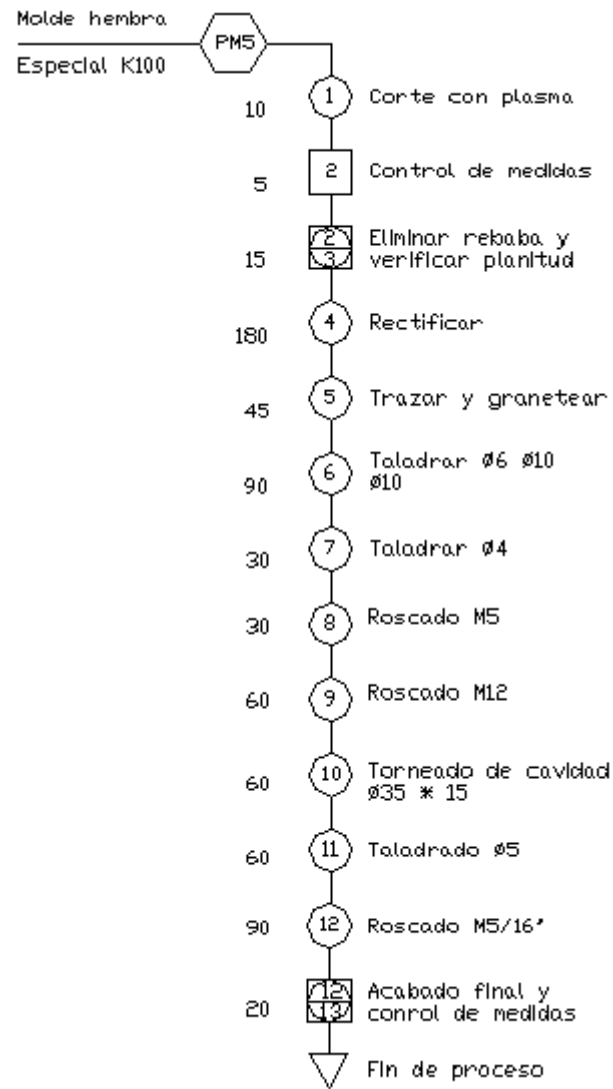 Molde hembra
PM5
Especial K100
1 Corte con plasma
10
2 Control de medidas
5
2 Eliminar rebaba y
3 verificar planitud
15
4 Rectificar
180
5 Trazar y granetear
45
6 Taladrar ø6 ø10
ø10
90
7 Taladrar ø4
30
8 Roscado M5
30
9 Roscado M12
60
10 Torneado de cavidad
ø35 * 15
60
11 Taladrado ø5
60
12 Roscado M5/16'
90
12 Acabado final y
13 conrol de medidas
20
Fin de proceso